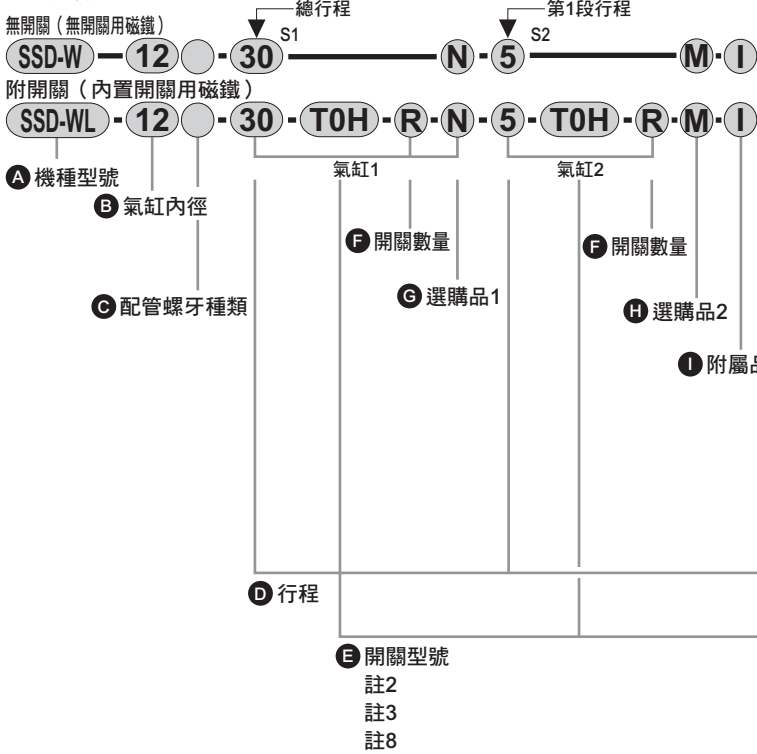 總行程
第1段行程
無開關（無開關用磁鐵）
S1
S2
SSD-W 12 30 N - 5 M - I
附開關（內置開關用磁鐵）
SSD-WL - 12 - 30 - T0H - R - N - 5 - T0H - R - M - I
氣缸1
氣缸2
A 機種型號
B 氣缸內徑
F 開關數量
F 開關數量
G 選購品1
C 配管螺牙種類
H 選購品2
I 附屬品
D 行程
E 開關型號
註2
註3
註8